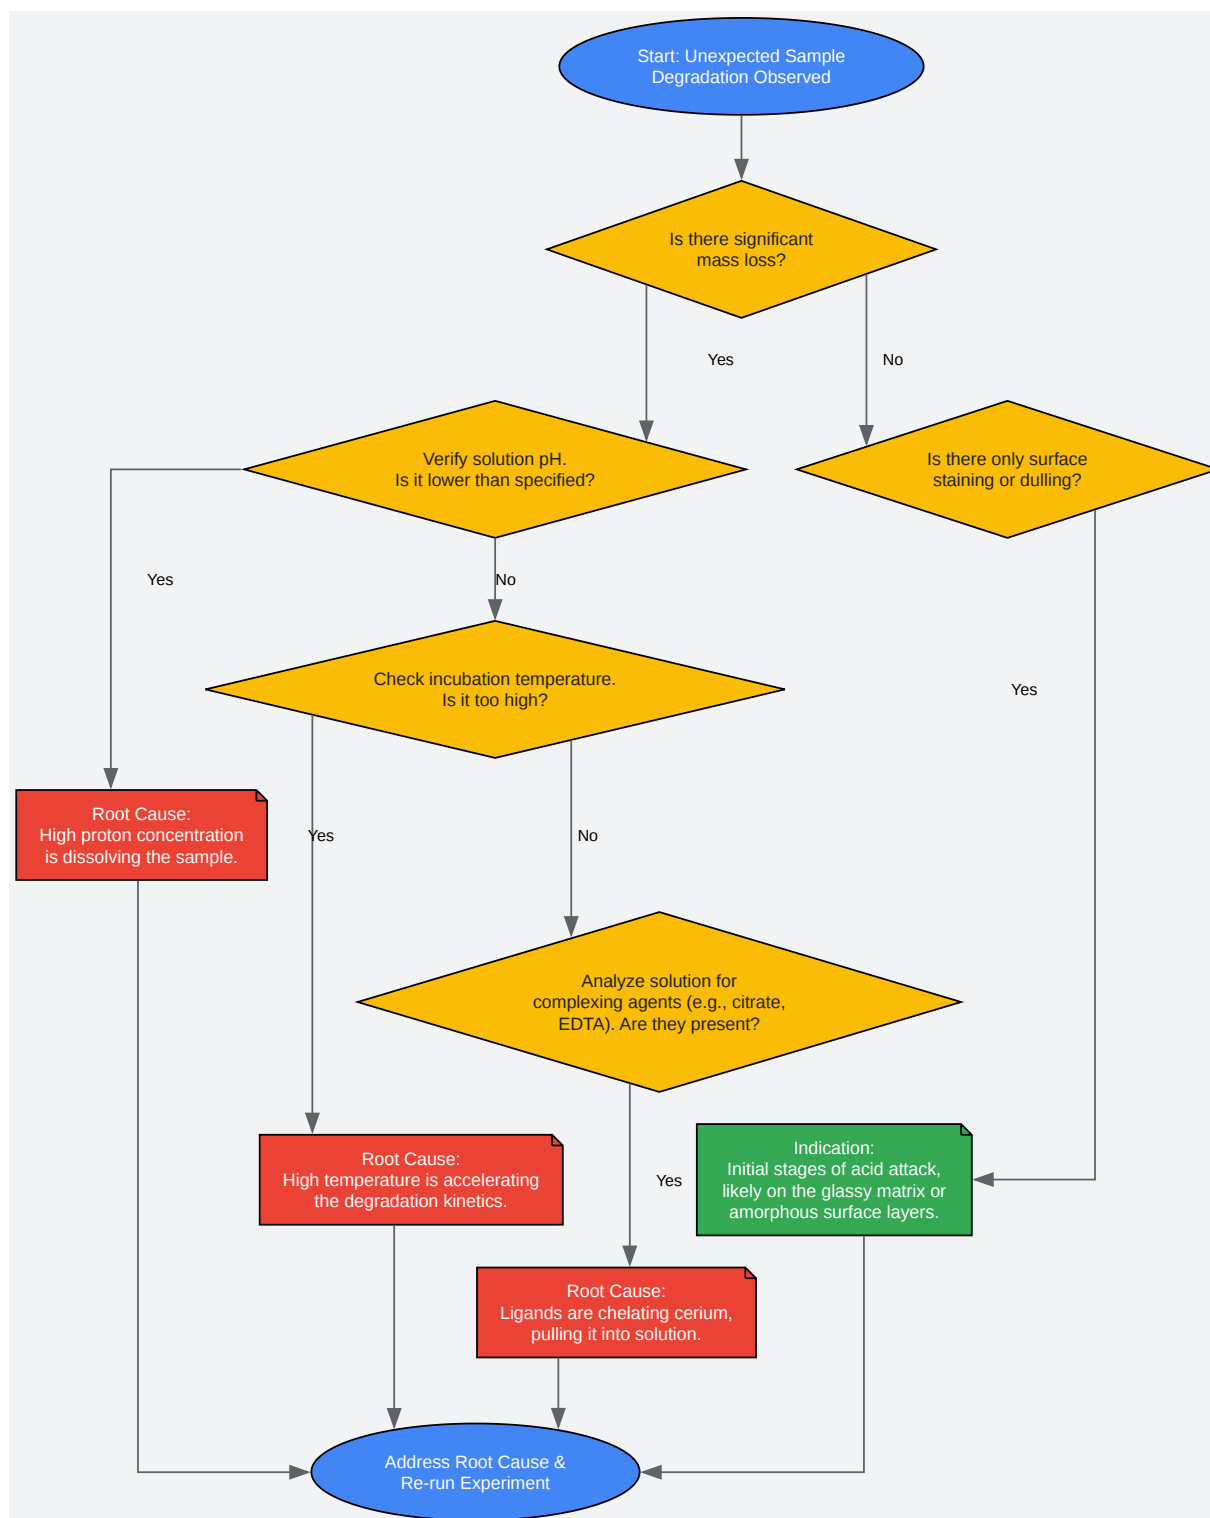 Start: Unexpected Sample
Degradation Observed
Is there significant
mass loss?
Yes
No
Verify solution pH.
Is it lower than specified?
Is there only surface
staining or dulling?
Yes
No
Check incubation temperature.
Is it too high?
Yes
Root Cause:
High proton concentration
is dissolving the sample.
Yes
No
Analyze solution for
complexing agents (e.g., citrate,
EDTA). Are they present?
Root Cause:
High temperature is accelerating
the degradation kinetics.
Yes
Indication:
Initial stages of acid attack,
likely on the glassy matrix or
amorphous surface layers.
Root Cause:
Ligands are chelating cerium,
pulling it into solution.
Address Root Cause &
Re-run Experiment